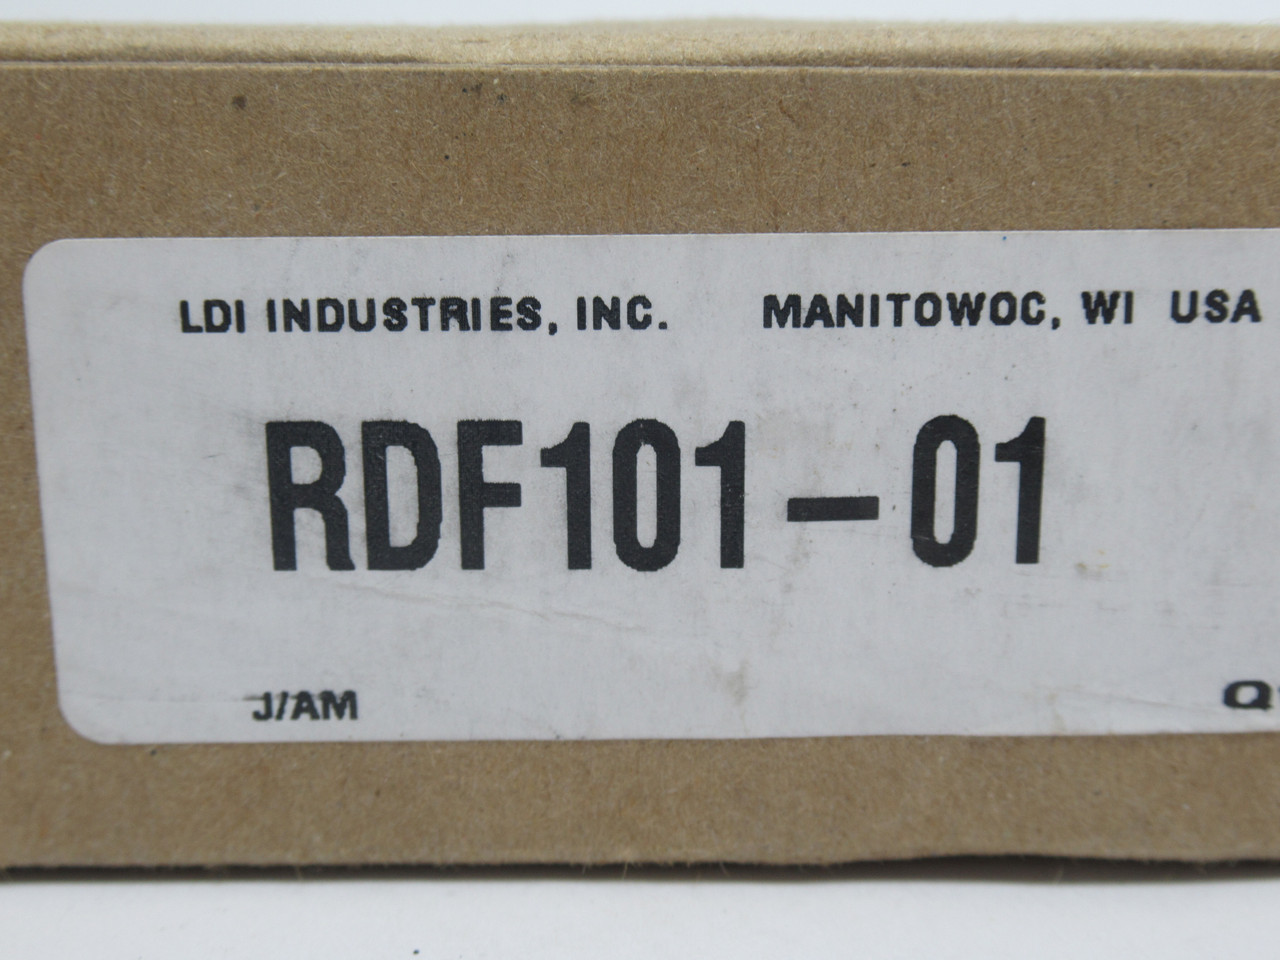 LDI INDUSTRIES, INC. MANITOWOC, WI USA
RDF101-01
J/AM